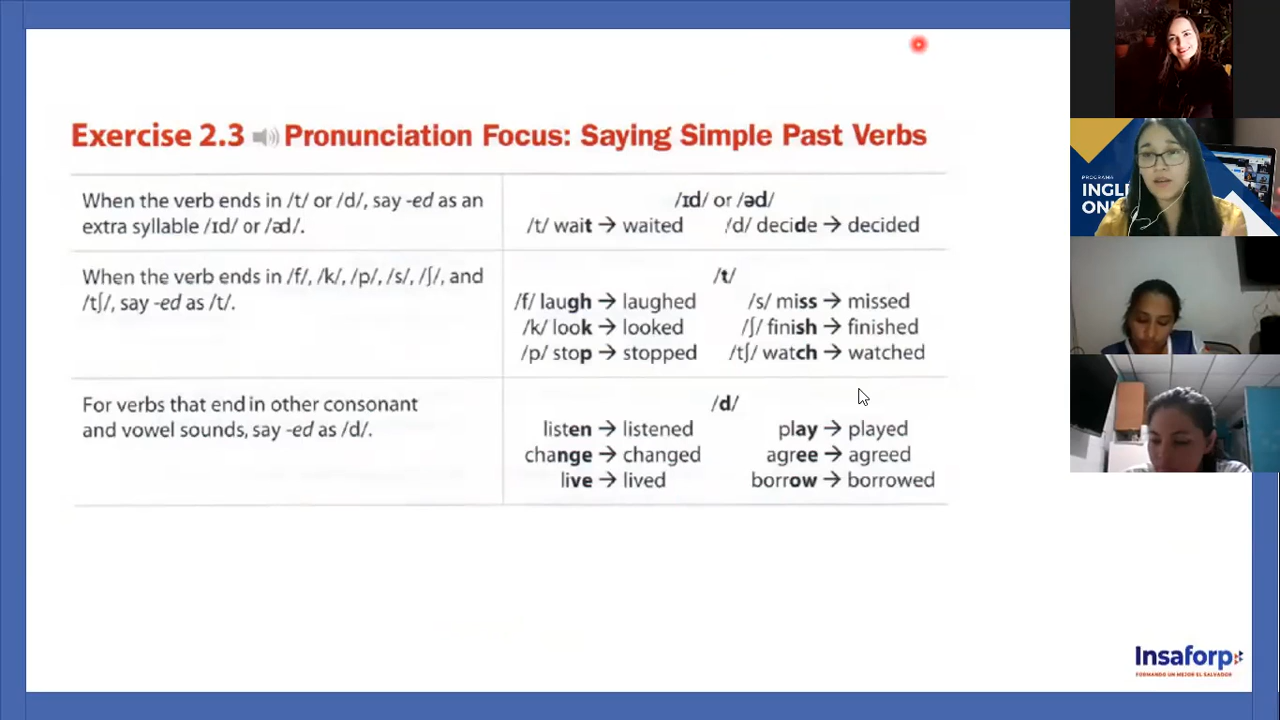 Exercise 2.3 Pronunciation Focus: Saying Simple Past Verbs
When the verb ends in /t/ or /d/, say -ed as an
extra syllable /ɪd/ or /əd/.
/ɪd/ or /əd/
/t/ wait → waited /d/ decide → decided
When the verb ends in /f/, /k/, /p/, /s/, /ʃ/, and
/tʃ/, say -ed as /t/.
/t/
/f/ laugh → laughed /s/ miss → missed
/k/ look → looked /ʃ/ finish → finished
/p/ stop → stopped /tʃ/ watch → watched
For verbs that end in other consonant
and vowel sounds, say -ed as /d/.
/d/
listen → listened play → played
change → changed agree → agreed
live → lived borrow → borrowed
PROGRAMA
INGL
ON
Insaforp
FORMANDO UN MEJOR EL SALVADOR